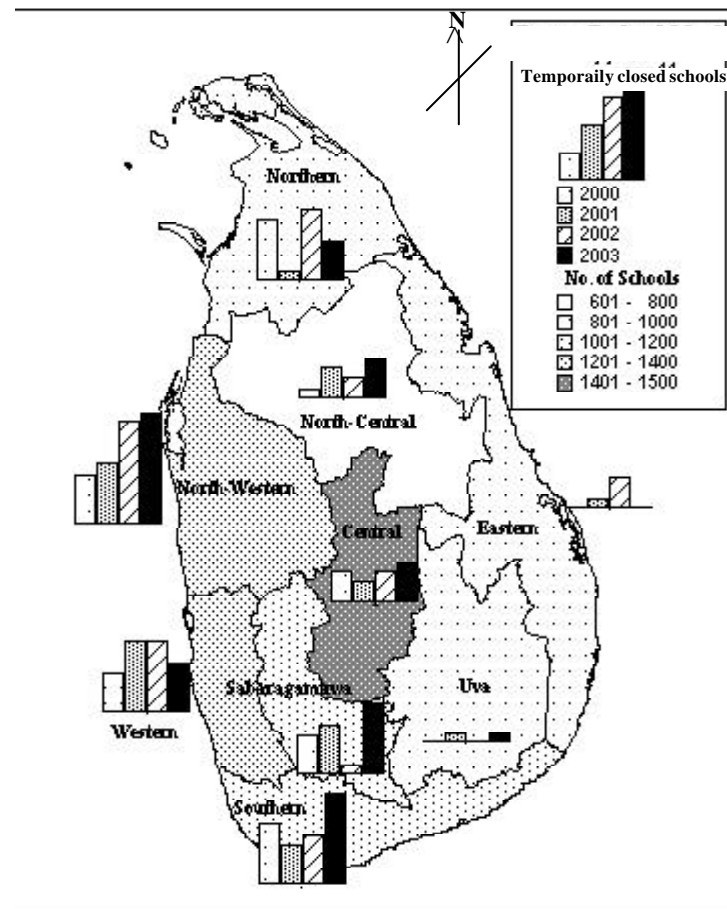 N
Temporaily closed schools
2000
2001
2002
2003
No. of Schools
601 - 800
801 - 1000
1001 - 1200
1201 - 1400
1401 - 1500
Northern
North-Central
North-Western
Central
Eastern
Sabaragamuwa
Uva
Western
Southern